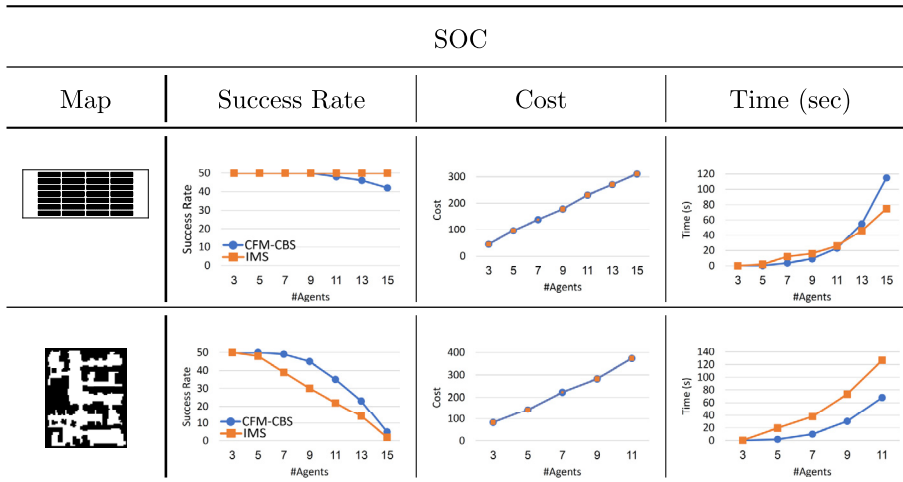 SOC
Map Success Rate Cost Time (sec)
Success Rate
50
40
30
20
10
0
CFM-CBS
IMS
3 5 7 9 11 13 15
#Agents
Cost
300
200
100
0
3 5 7 9 11 13 15
#Agents
Time (s)
120
100
80
60
40
20
0
3 5 7 9 11 13 15
#Agents
Success Rate
50
40
30
20
10
0
CFM-CBS
IMS
3 5 7 9 11 13 15
#Agents
Cost
400
300
200
100
0
3 5 7 9 11
#Agents
Time (s)
140
120
100
80
60
40
20
0
3 5 7 9 11
#Agents